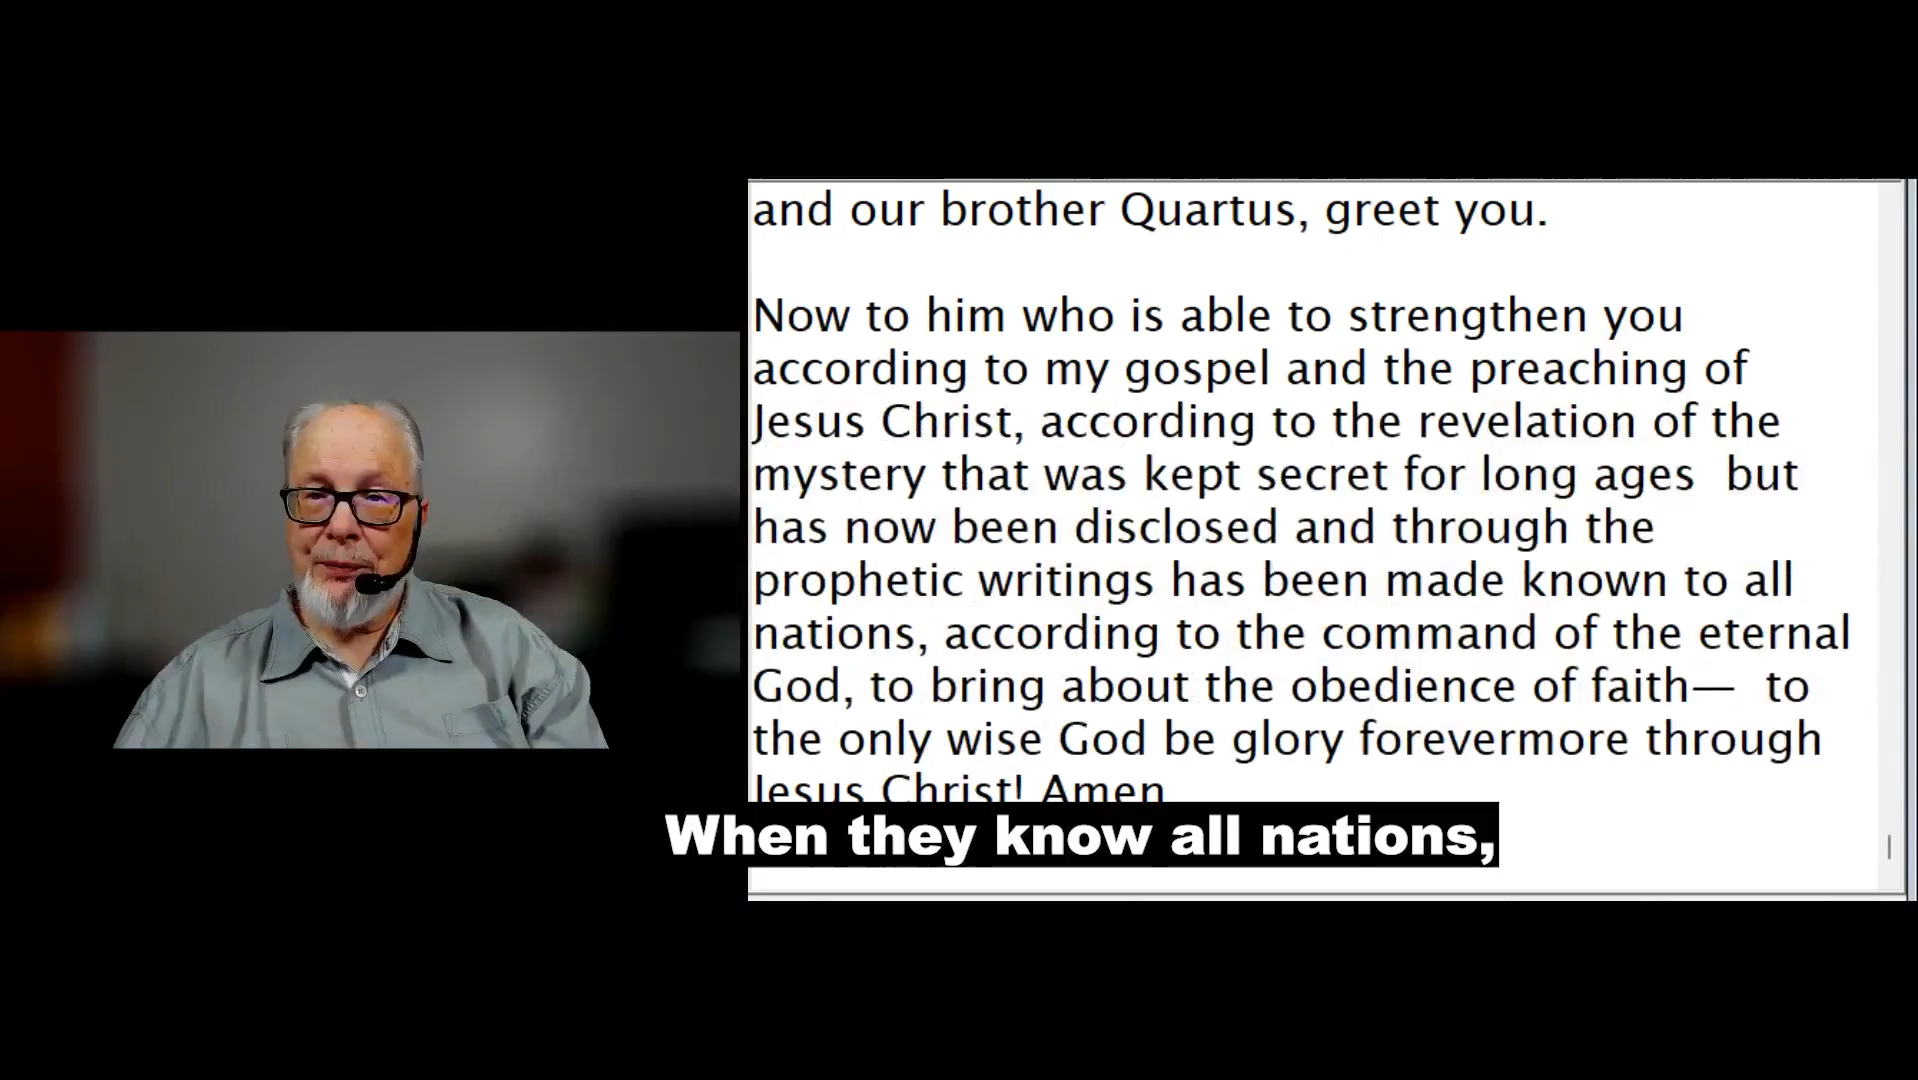 and our brother Quartus, greet you.
Now to him who is able to strengthen you
according to my gospel and the preaching of
Jesus Christ, according to the revelation of the
mystery that was kept secret for long ages  but
has now been disclosed and through the
prophetic writings has been made known to all
nations, according to the command of the eternal
God, to bring about the obedience of faith—  to
the only wise God be glory forevermore through
Jesus Christ! Amen
When they know all nations,